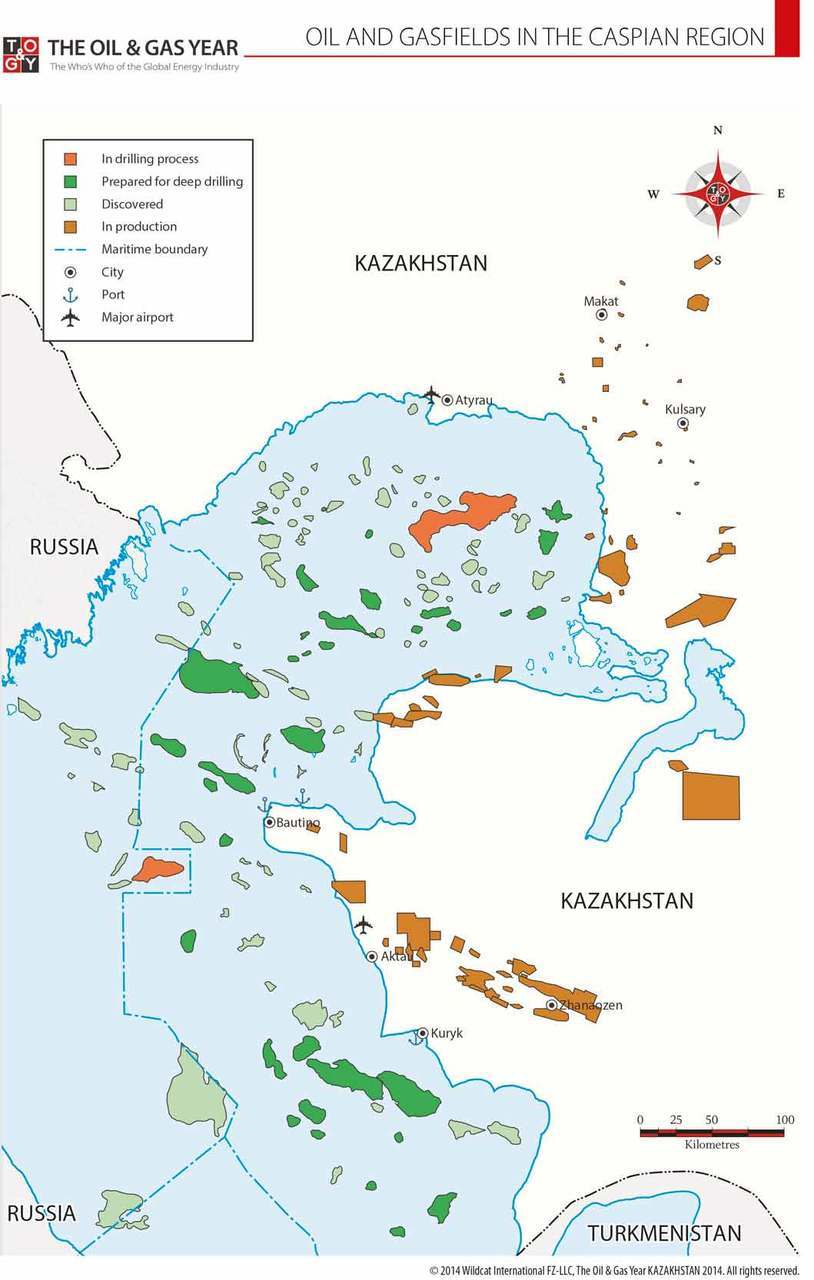 OIL AND GASFIELDS IN THE CASPIAN REGION
TO
G&Y
THE OIL & GAS YEAR
The Who's Who of the Global Energy Industry
N
W
TO
G&Y
E
S
In drilling process
Prepared for deep drilling
Discovered
In production
Maritime boundary
City
Port
Major airport
KAZAKHSTAN
Makat
Atyrau
Kulsary
RUSSIA
Bautino
KAZAKHSTAN
Aktau
Zhanaozen
Kuryk
0 25 50 100
Kilometres
RUSSIA
TURKMENISTAN
© 2014 Wildcat International FZ-LLC, The Oil & Gas Year KAZAKHSTAN 2014. All rights reserved.